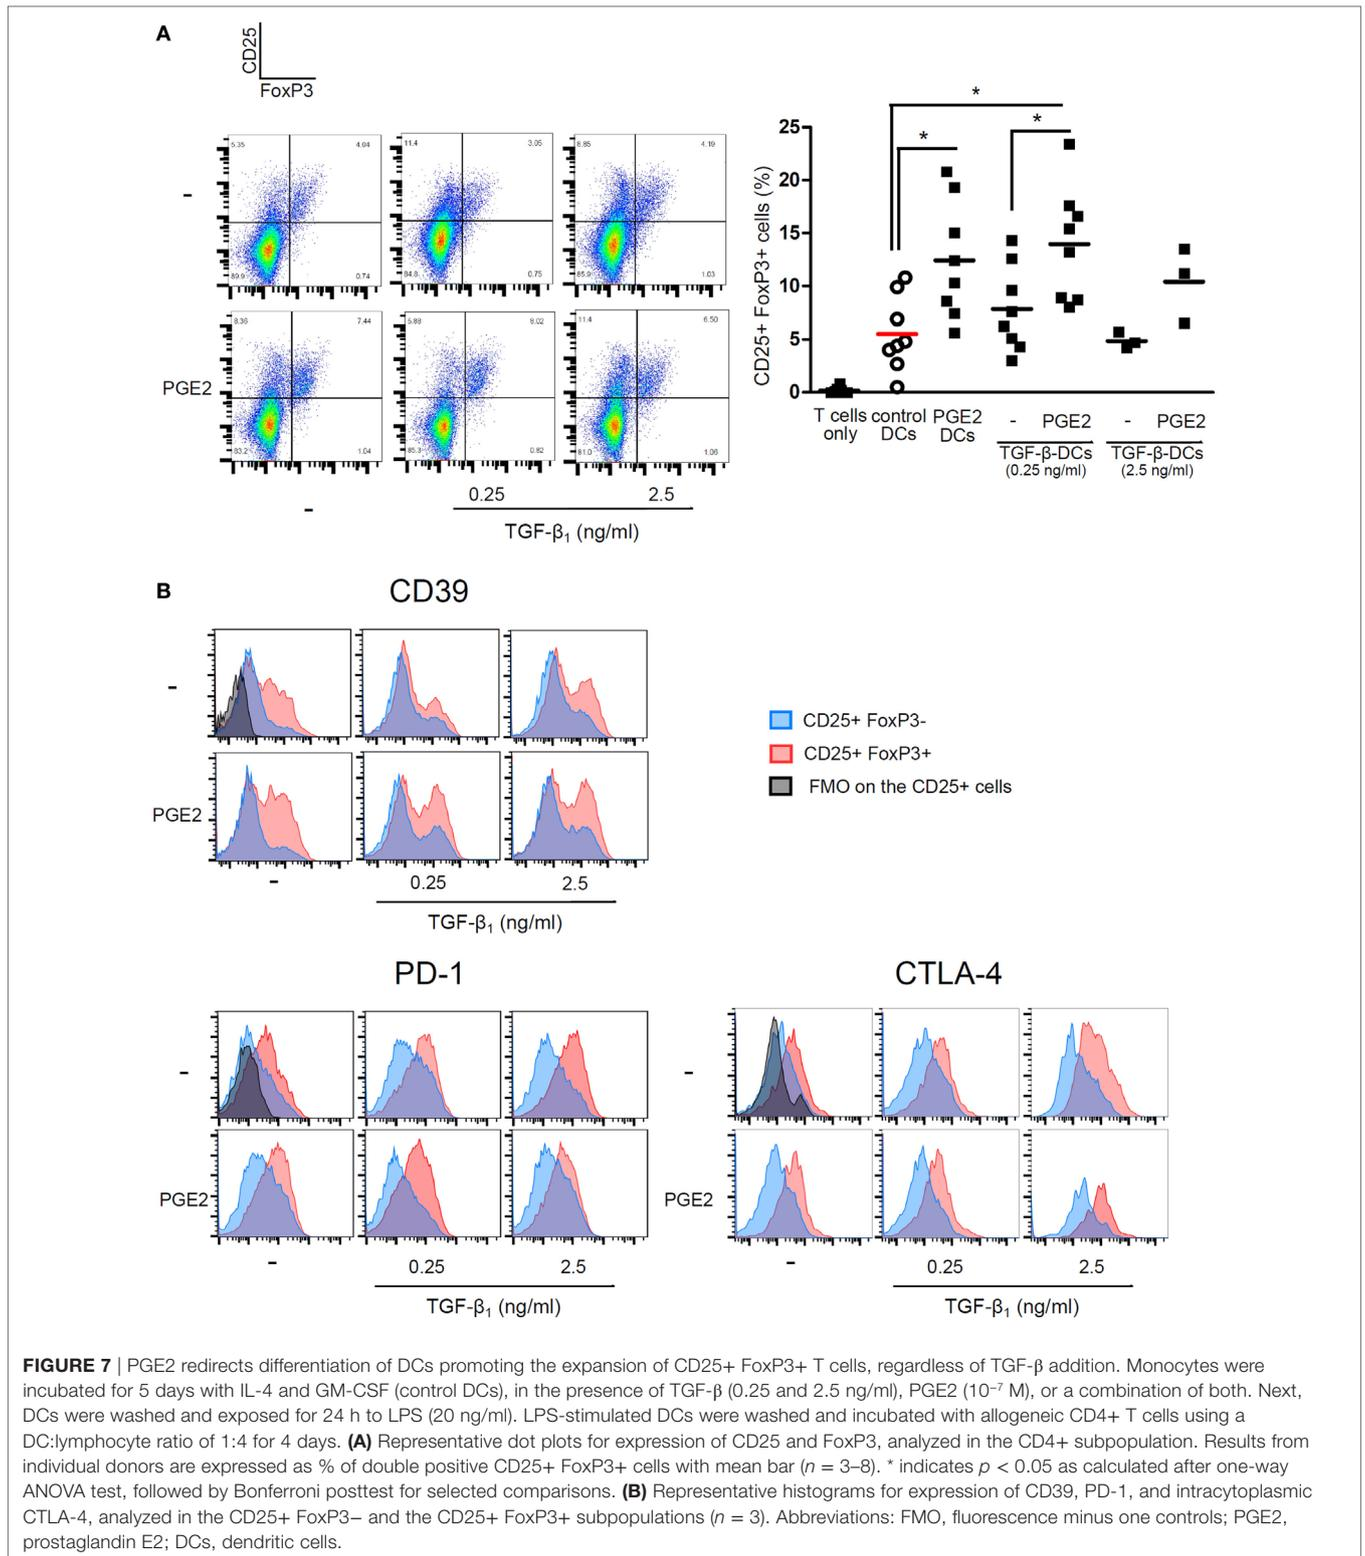 A
CD25
FoxP3
5.35 4.04
89.9 0.74
11.4 3.05
84.8 0.75
8.85 4.19
85.9 1.03
-
8.36 7.44
83.2 1.04
5.88 8.02
85.3 0.82
11.4 6.50
81.0 1.06
PGE2
-
0.25 2.5
TGF-β1 (ng/ml)
CD25+ FoxP3+ cells (%)
25
20
15
10
5
0
*
*
*
T cells only
control DCs
PGE2 DCs
- PGE2
TGF-β-DCs
(0.25 ng/ml)
- PGE2
TGF-β-DCs
(2.5 ng/ml)
B
CD39
-
PGE2
- 0.25 2.5
TGF-β1 (ng/ml)
CD25+ FoxP3-
CD25+ FoxP3+
FMO on the CD25+ cells
PD-1
-
PGE2
- 0.25 2.5
TGF-β1 (ng/ml)
CTLA-4
-
PGE2
- 0.25 2.5
TGF-β1 (ng/ml)
FIGURE 7 | PGE2 redirects differentiation of DCs promoting the expansion of CD25+ FoxP3+ T cells, regardless of TGF-β addition. Monocytes were
incubated for 5 days with IL-4 and GM-CSF (control DCs), in the presence of TGF-β (0.25 and 2.5 ng/ml), PGE2 (10⁻⁷ M), or a combination of both. Next,
DCs were washed and exposed for 24 h to LPS (20 ng/ml). LPS-stimulated DCs were washed and incubated with allogeneic CD4+ T cells using a
DC:lymphocyte ratio of 1:4 for 4 days. (A) Representative dot plots for expression of CD25 and FoxP3, analyzed in the CD4+ subpopulation. Results from
individual donors are expressed as % of double positive CD25+ FoxP3+ cells with mean bar (n = 3–8). * indicates p < 0.05 as calculated after one-way
ANOVA test, followed by Bonferroni posttest for selected comparisons. (B) Representative histograms for expression of CD39, PD-1, and intracytoplasmic
CTLA-4, analyzed in the CD25+ FoxP3− and the CD25+ FoxP3+ subpopulations (n = 3). Abbreviations: FMO, fluorescence minus one controls; PGE2,
prostaglandin E2; DCs, dendritic cells.